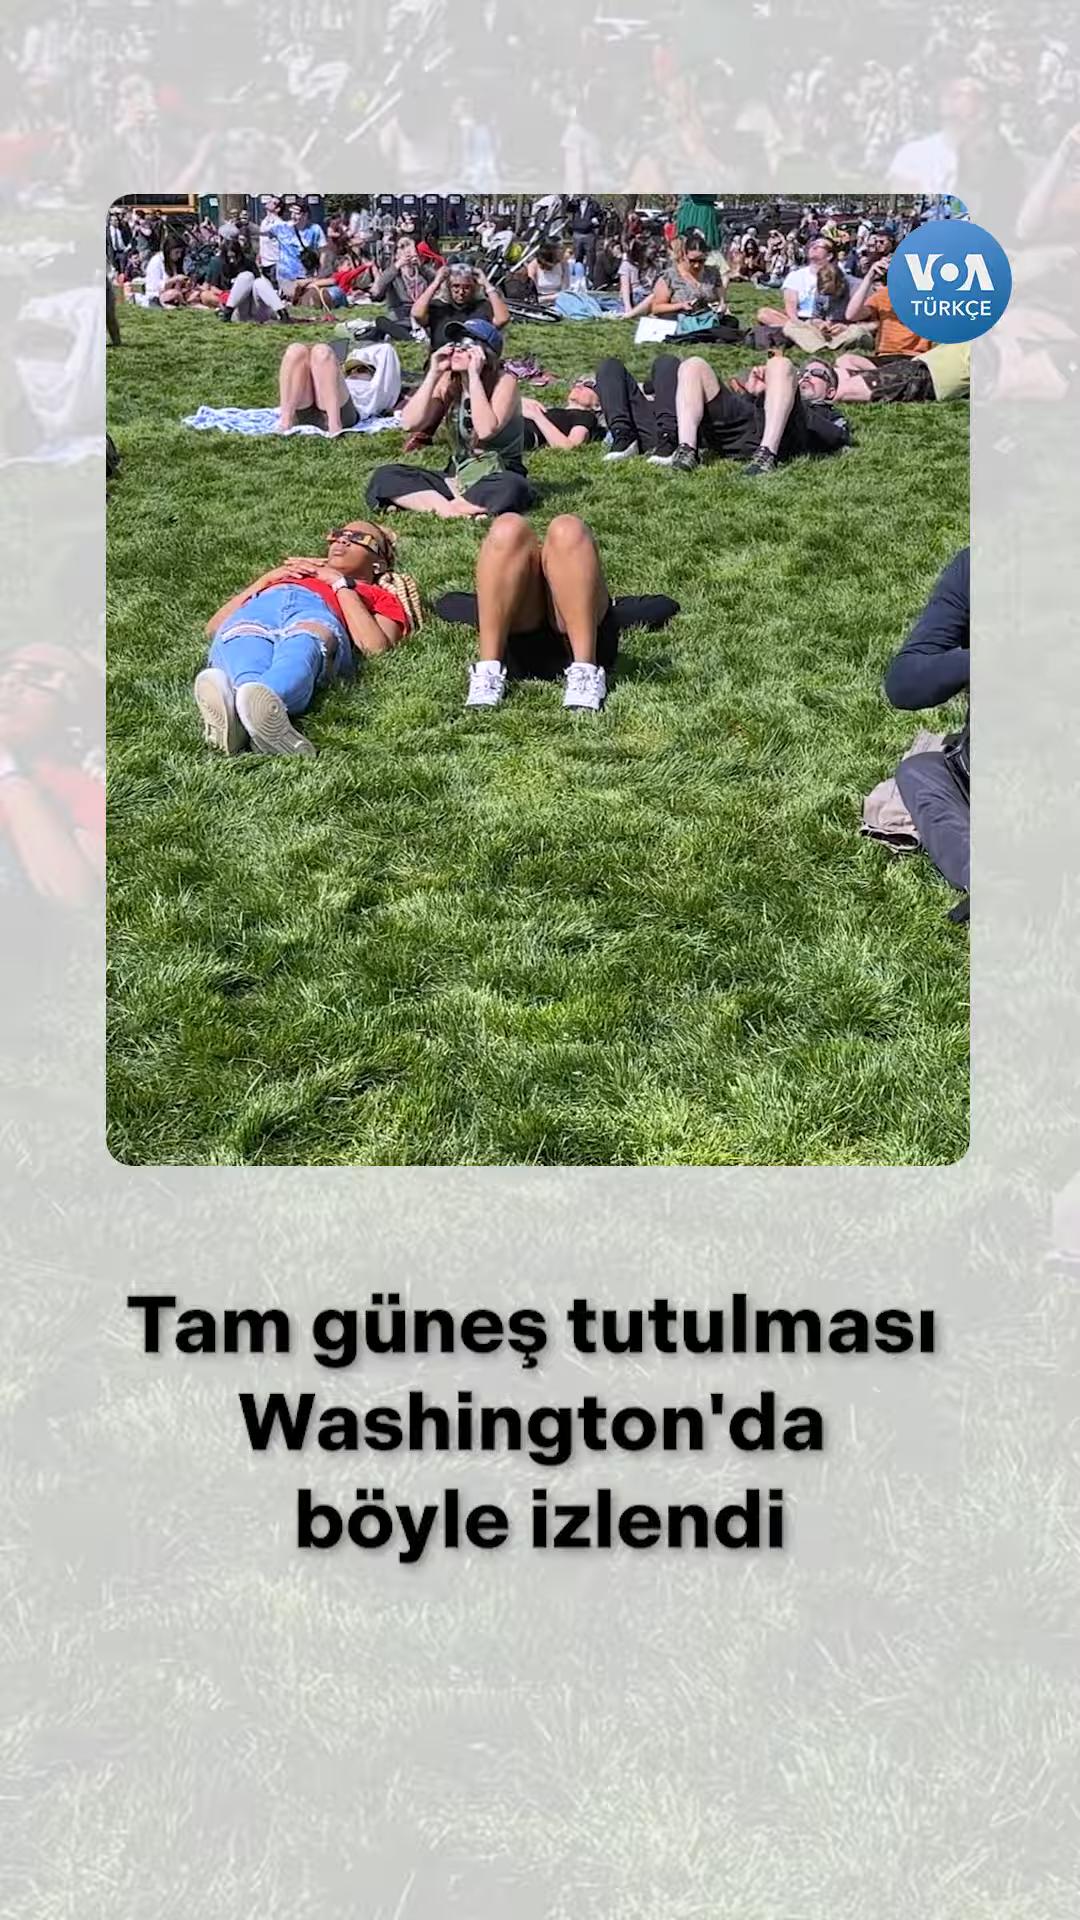 VOA
TÜRKÇE
Tam güneş tutulması
Washington'da
böyle izlendi